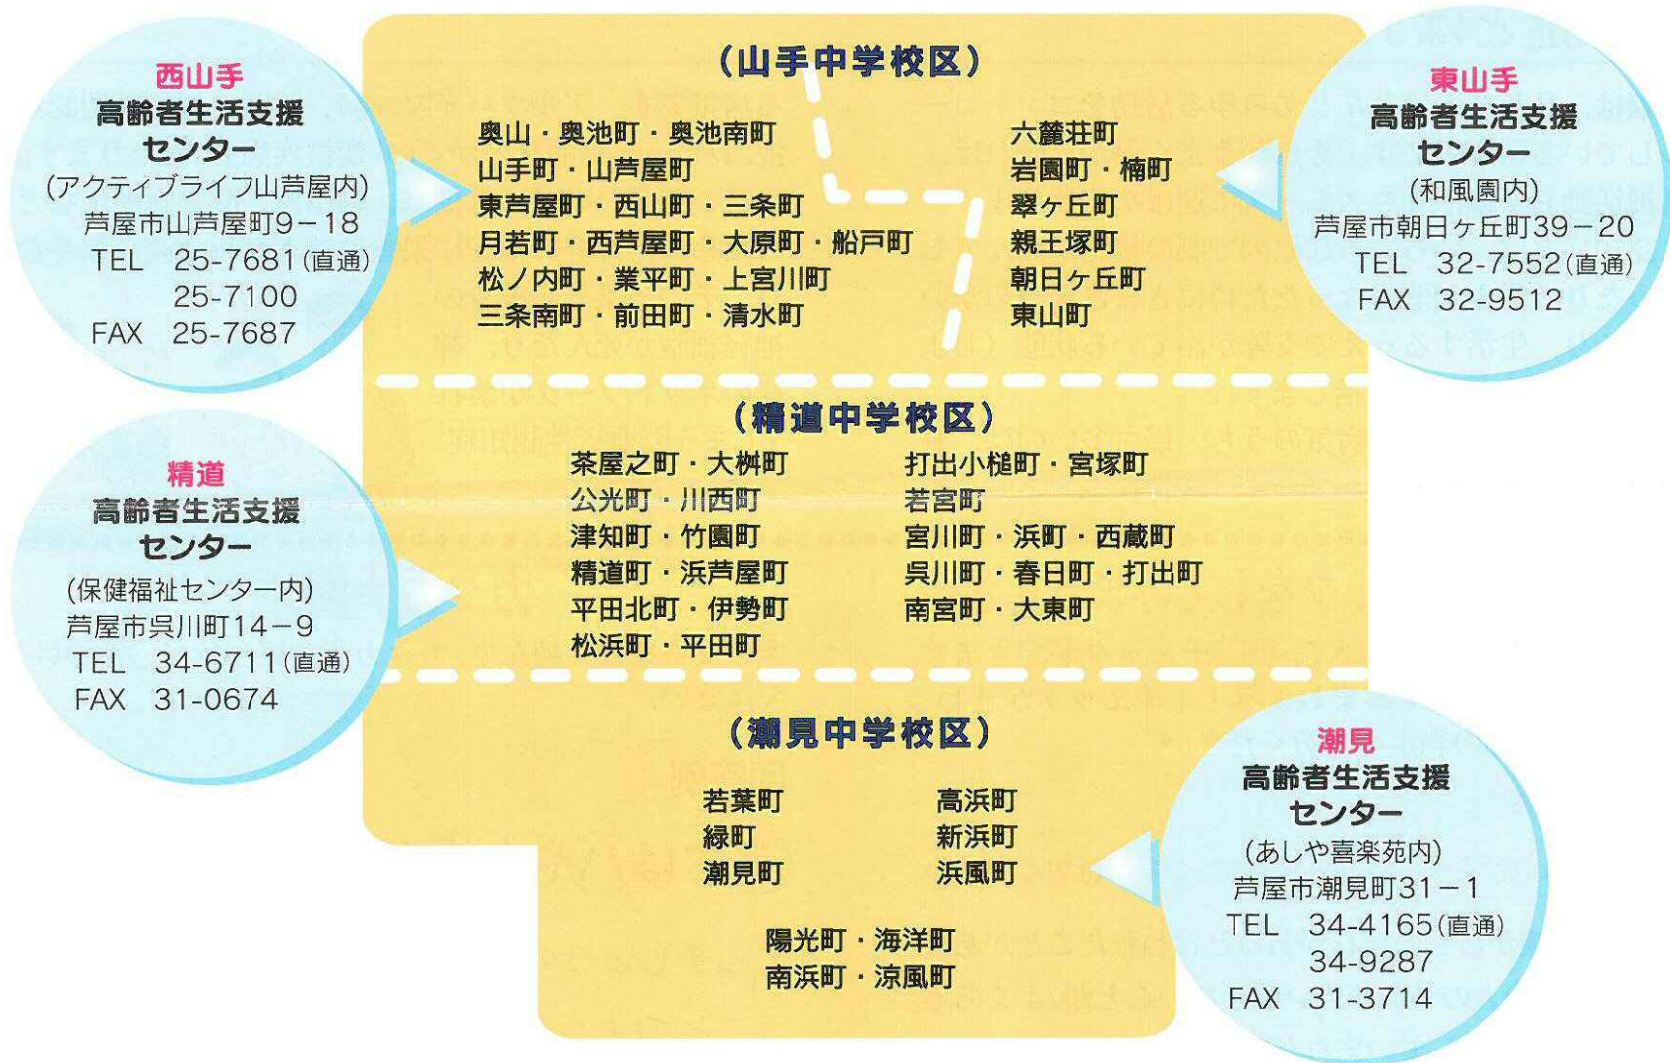 (山手中学校区)
西山手
高齢者生活支援
センター
(アクティブライフ山芦屋内)
芦屋市山芦屋町9-18
TEL 25-7681(直通)
25-7100
FAX 25-7687
奥山・奥池町・奥池南町
山手町・山芦屋町
東芦屋町・西山町・三条町
月若町・西芦屋町・大原町・船戸町
松ノ内町・業平町・上宮川町
三条南町・前田町・清水町
六麓荘町
岩園町・楠町
翠ヶ丘町
親王塚町
朝日ヶ丘町
東山町
東山手
高齢者生活支援
センター
(和風園内)
芦屋市朝日ヶ丘町39-20
TEL 32-7552(直通)
FAX 32-9512
(精道中学校区)
精道
高齢者生活支援
センター
(保健福祉センター内)
芦屋市呉川町14-9
TEL 34-6711(直通)
FAX 31-0674
茶屋之町・大桝町
公光町・川西町
津知町・竹園町
精道町・浜芦屋町
平田北町・伊勢町
松浜町・平田町
打出小槌町・宮塚町
若宮町
宮川町・浜町・西蔵町
呉川町・春日町・打出町
南宮町・大東町
(潮見中学校区)
若葉町
緑町
潮見町
高浜町
新浜町
浜風町
陽光町・海洋町
南浜町・涼風町
潮見
高齢者生活支援
センター
(あしや喜楽苑内)
芦屋市潮見町31-1
TEL 34-4165(直通)
34-9287
FAX 31-3714